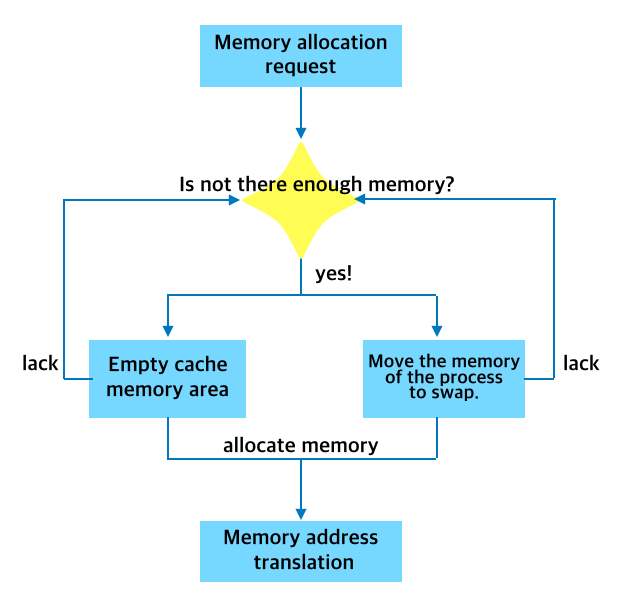 Memory allocation
request
Is not there enough memory?
yes!
lack
Empty cache
memory area
Move the memory
of the process
to swap.
lack
allocate memory
Memory address
translation